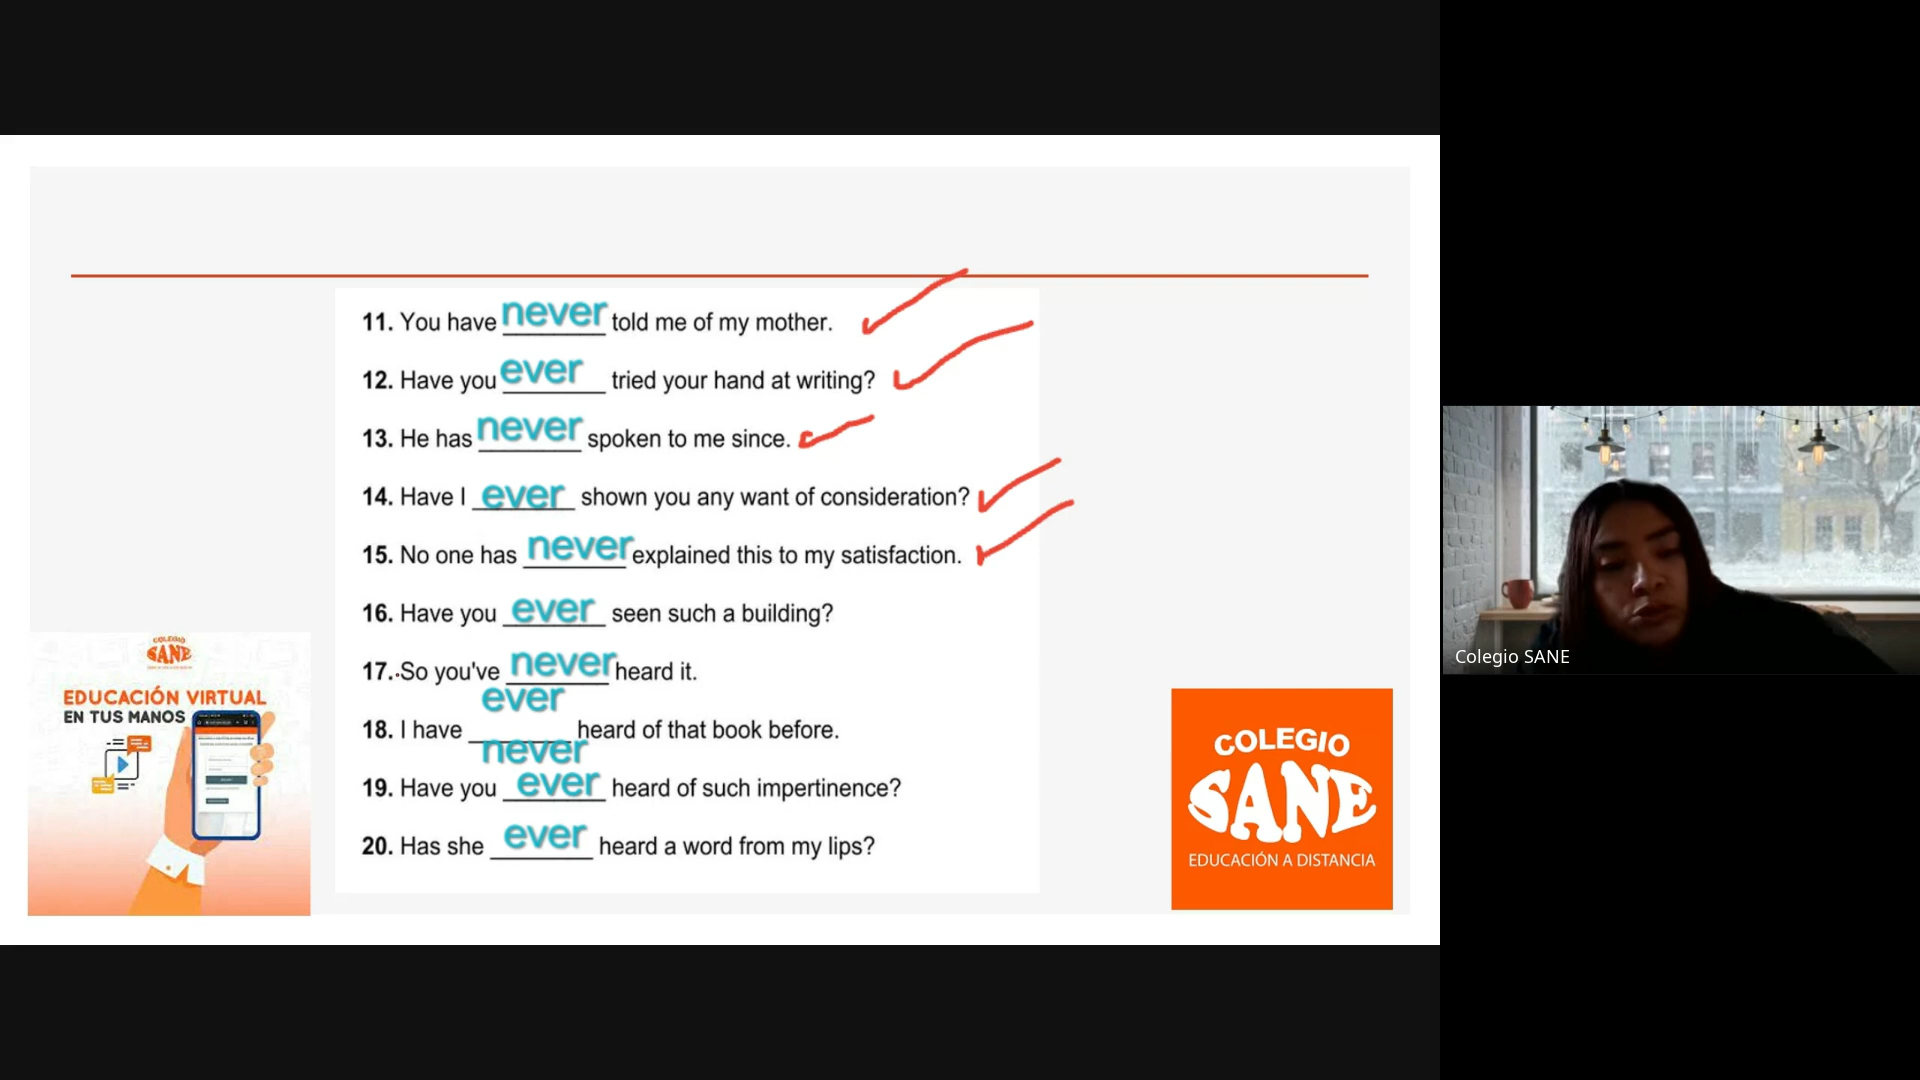 11. You have never told me of my mother.
12. Have you ever tried your hand at writing?
13. He has never spoken to me since.
14. Have I ever shown you any want of consideration?
15. No one has never explained this to my satisfaction.
16. Have you ever seen such a building?
17. So you've never heard it.
ever
18. I have ______ heard of that book before.
never
19. Have you ever heard of such impertinence?
20. Has she ever heard a word from my lips?
COLEGIO
SANE
EDUCACIÓN VIRTUAL
EN TUS MANOS
COLEGIO
SANE
EDUCACIÓN A DISTANCIA
Colegio SANE